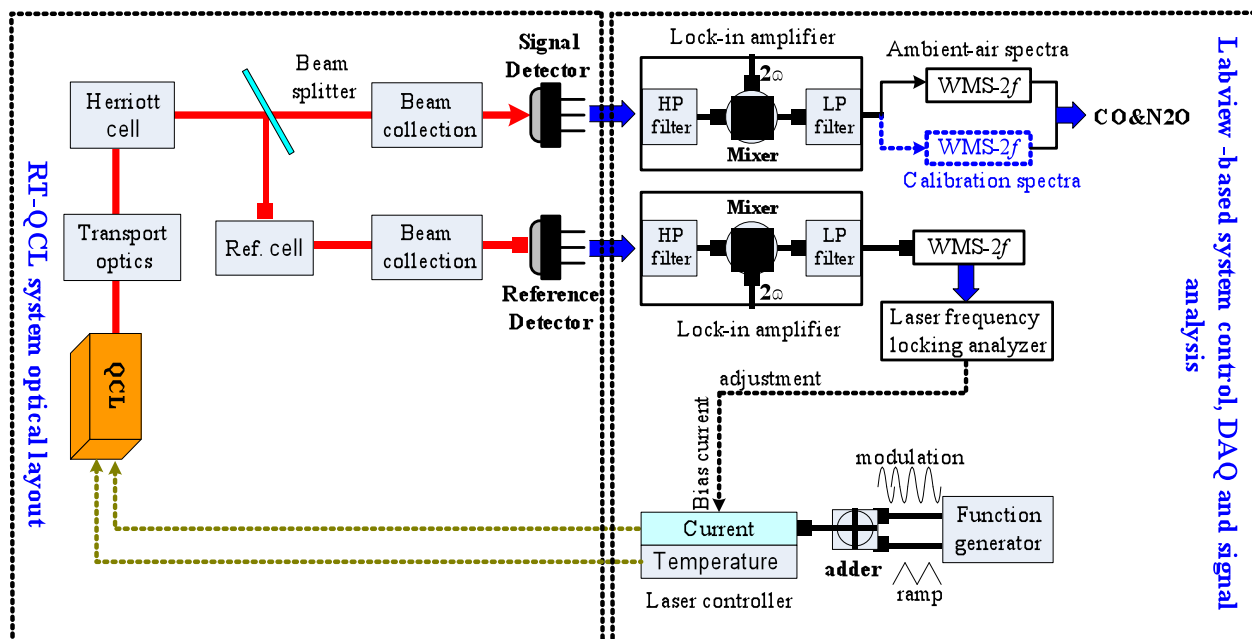 RT-QCL system optical layout
Herriott
cell
Transport
optics
QCL
Beam
splitter
Ref. cell
Beam
collection
Beam
collection
Signal
Detector
Reference
Detector
Lock-in amplifier
2ω
HP
filter
Mixer
LP
filter
Ambient-air spectra
WMS-2f
WMS-2f
Calibration spectra
CO&N2O
Mixer
HP
filter
LP
filter
2ω
Lock-in amplifier
WMS-2f
Laser frequency
locking analyzer
adjustment
Bias current
modulation
Current
Temperature
Laser controller
adder
Function
generator
ramp
Labview -based system control, DAQ and signal
analysis